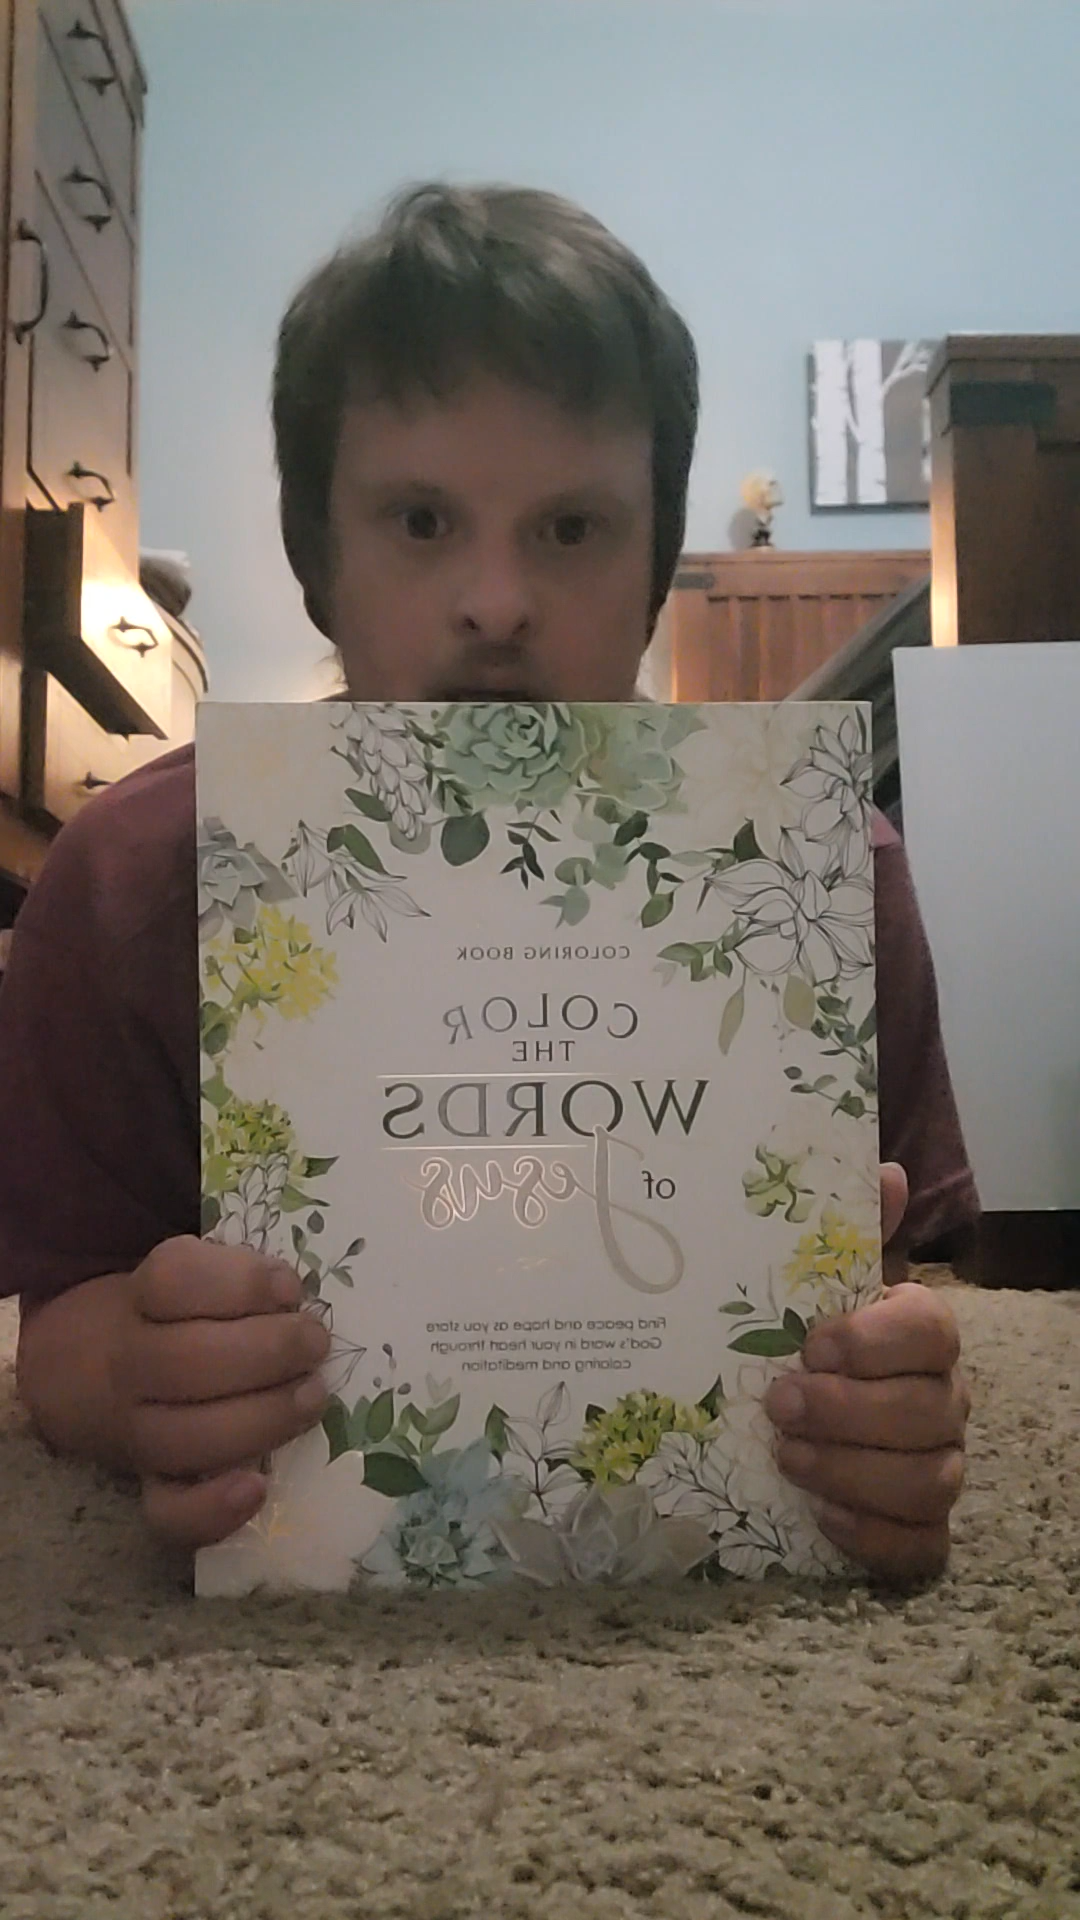 COLORING BOOK
COLOR
THE
WORDS
of Jesus
Find peace and hope as you store
God's word in your heart through
coloring and meditation